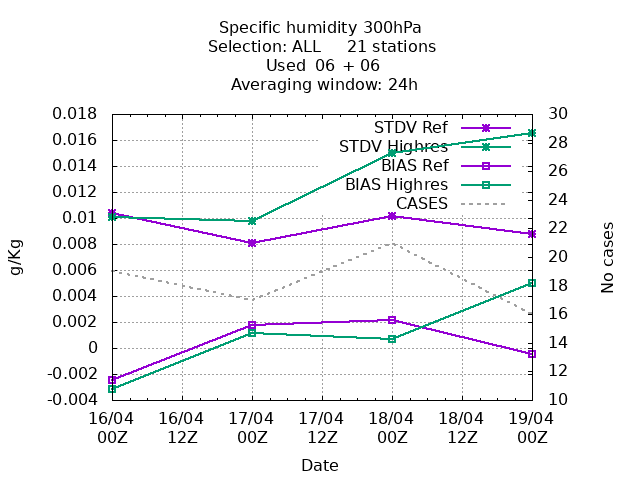 Specific humidity 300hPa
Selection: ALL     21 stations
Used  06 + 06
Averaging window: 24h
STDV Ref
STDV Highres
BIAS Ref
BIAS Highres
CASES
g/Kg
0.018
0.016
0.014
0.012
0.01
0.008
0.006
0.004
0.002
0
-0.002
-0.004
30
28
26
24
22
20
18
16
14
12
10
No cases
16/04 16/04 17/04 17/04 18/04 18/04 19/04
00Z 12Z 00Z 12Z 00Z 12Z 00Z
Date